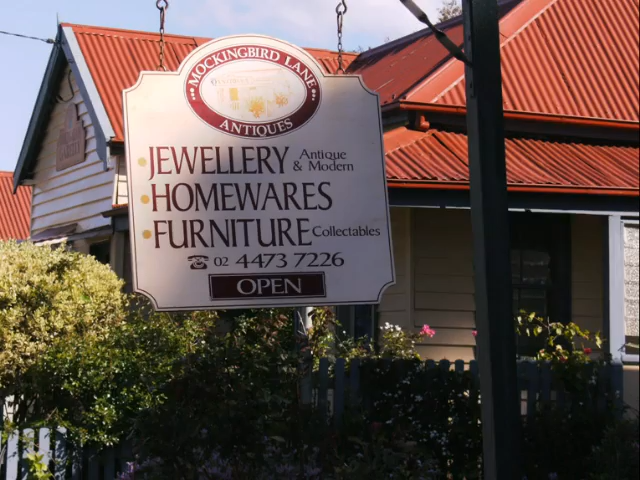 MOCKINGBIRD LANE
ANTIQUES
JEWELLERY Antique & Modern
HOMEWARES
FURNITURE Collectables
02 4473 7226
OPEN